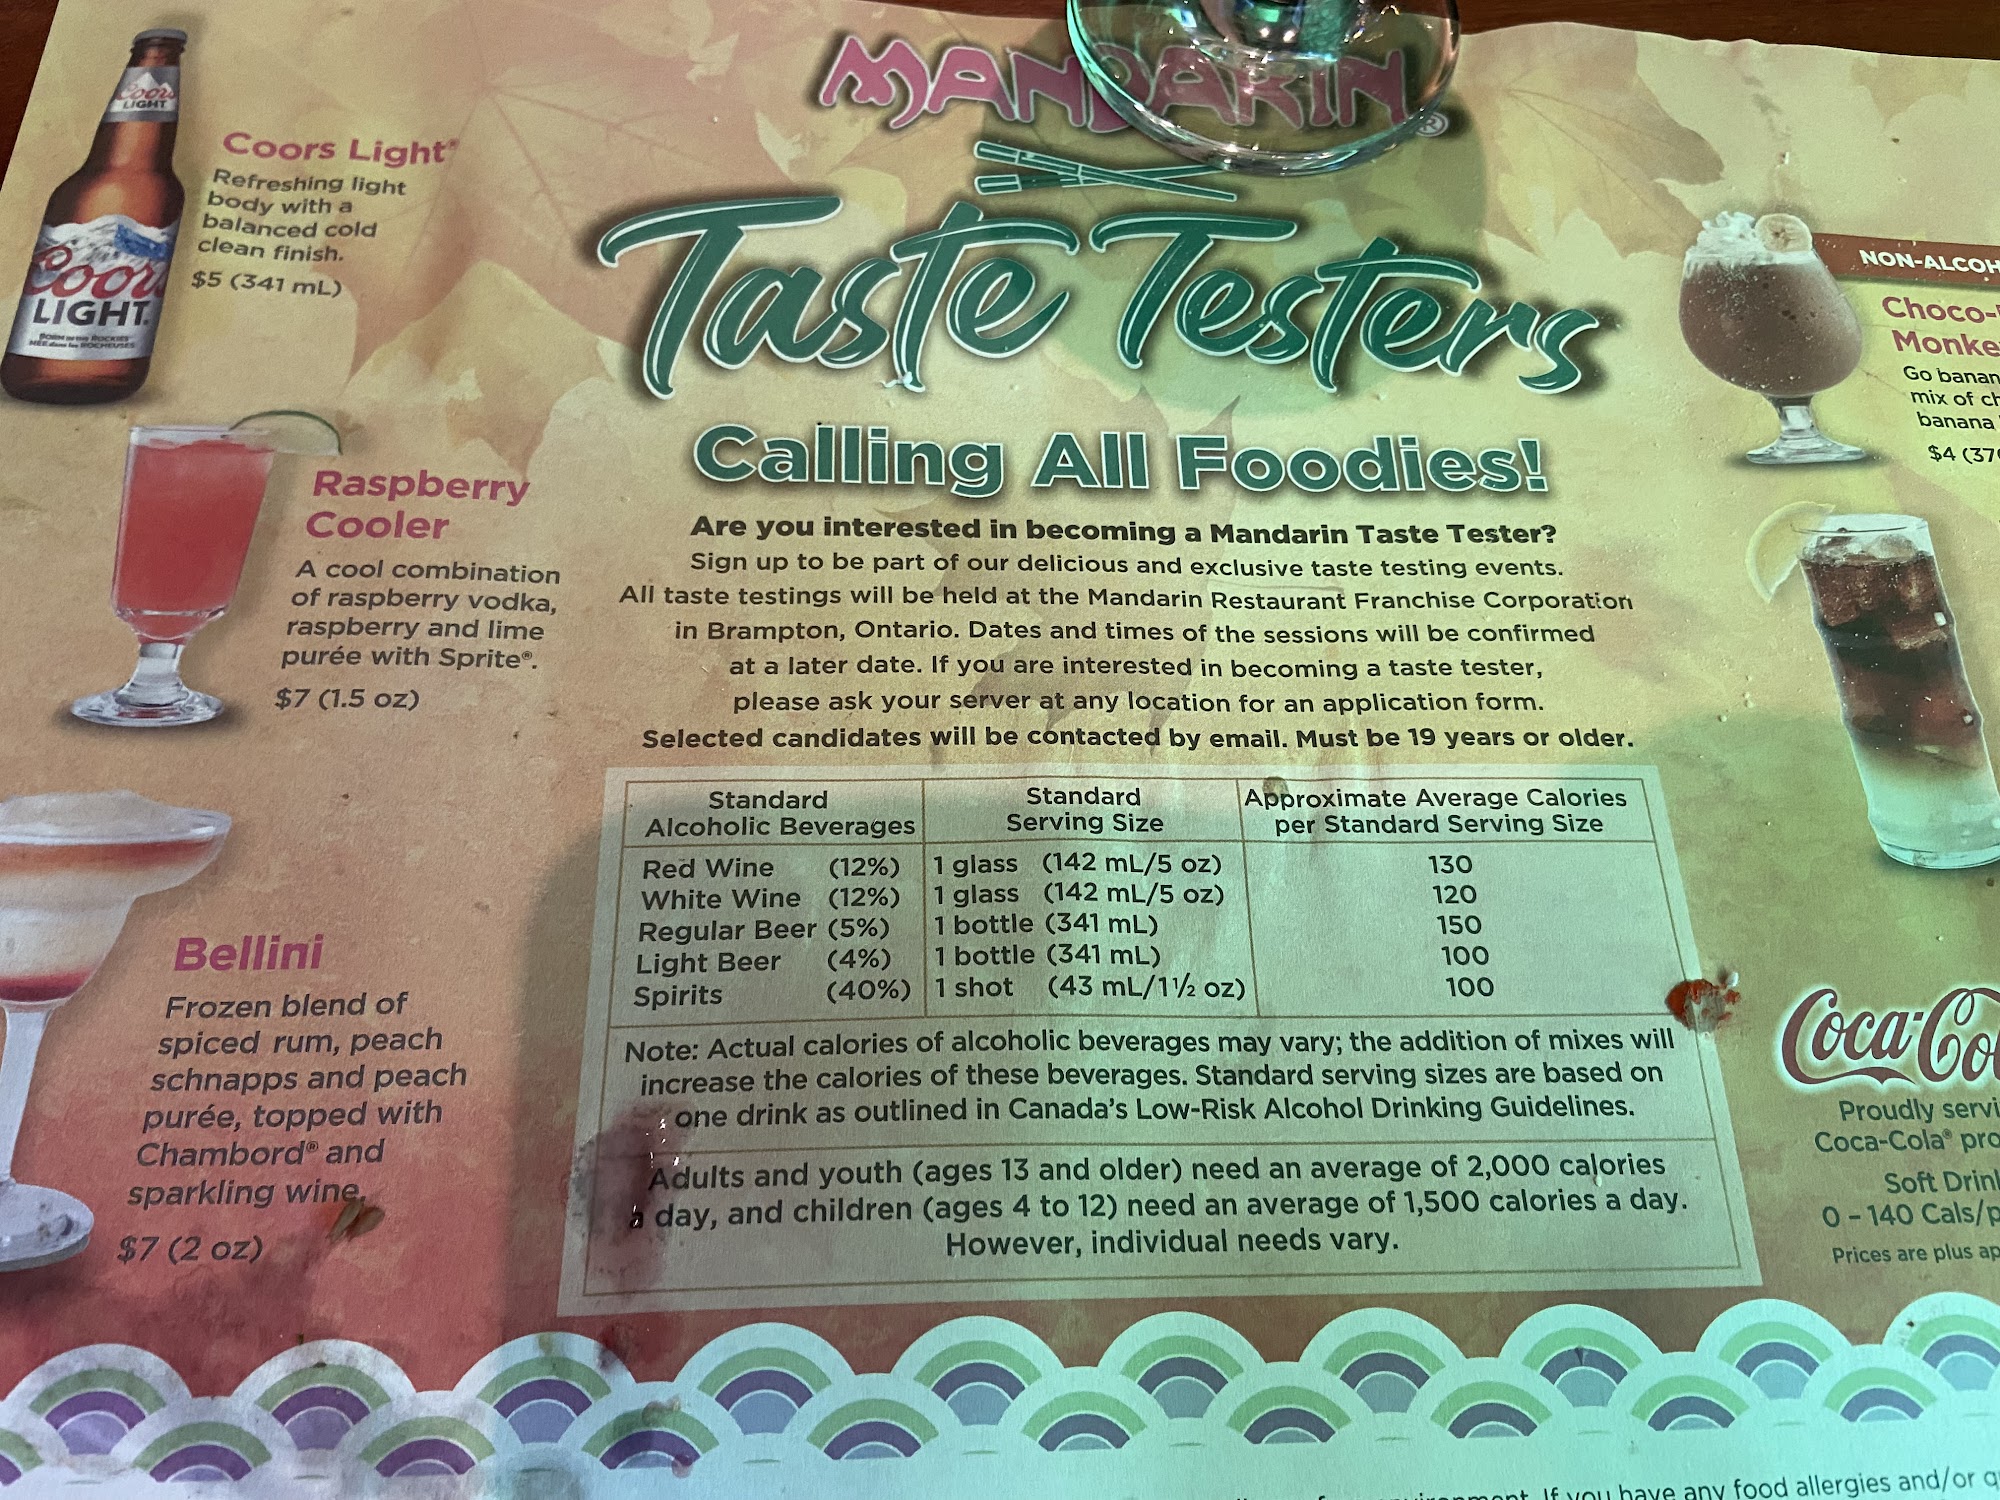 Coors
LIGHT
Coors
LIGHT
Coors Light®
Refreshing light
body with a
balanced cold
clean finish.
$5 (341 mL)
Raspberry
Cooler
A cool combination
of raspberry vodka,
raspberry and lime
purée with Sprite®.
$7 (1.5 oz)
Bellini
Frozen blend of
spiced rum, peach
schnapps and peach
purée, topped with
Chambord® and
sparkling wine.
$7 (2 oz)
MANDARIN®
Taste Testers
Calling All Foodies!
Are you interested in becoming a Mandarin Taste Tester?
Sign up to be part of our delicious and exclusive taste testing events.
All taste testings will be held at the Mandarin Restaurant Franchise Corporation
in Brampton, Ontario. Dates and times of the sessions will be confirmed
at a later date. If you are interested in becoming a taste tester,
please ask your server at any location for an application form.
Selected candidates will be contacted by email. Must be 19 years or older.
Standard Alcoholic Beverages Standard Serving Size Approximate Average Calories per Standard Serving Size
Red Wine (12%) 1 glass (142 mL/5 oz) 130
White Wine (12%) 1 glass (142 mL/5 oz) 120
Regular Beer (5%) 1 bottle (341 mL) 150
Light Beer (4%) 1 bottle (341 mL) 100
Spirits (40%) 1 shot (43 mL/1½ oz) 100
Note: Actual calories of alcoholic beverages may vary; the addition of mixes will
increase the calories of these beverages. Standard serving sizes are based on
one drink as outlined in Canada's Low-Risk Alcohol Drinking Guidelines.
Adults and youth (ages 13 and older) need an average of 2,000 calories
a day, and children (ages 4 to 12) need an average of 1,500 calories a day.
However, individual needs vary.
NON-ALCOH
Choco-
Monke
Go banan
mix of ch
banana
$4 (37
Coca-Co
Proudly servi
Coca-Cola® pro
Soft Drin
0 – 140 Cals/p
Prices are plus ap
If you have any food allergies and/or